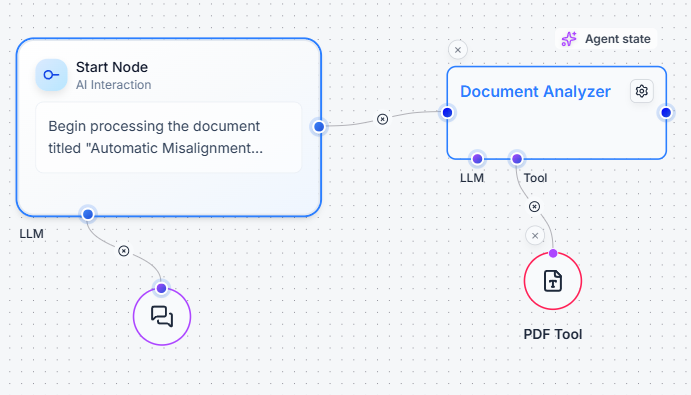 Start Node
AI Interaction
Begin processing the document
titled "Automatic Misalignment...
LLM
Agent state
Document Analyzer
LLM
Tool
PDF Tool